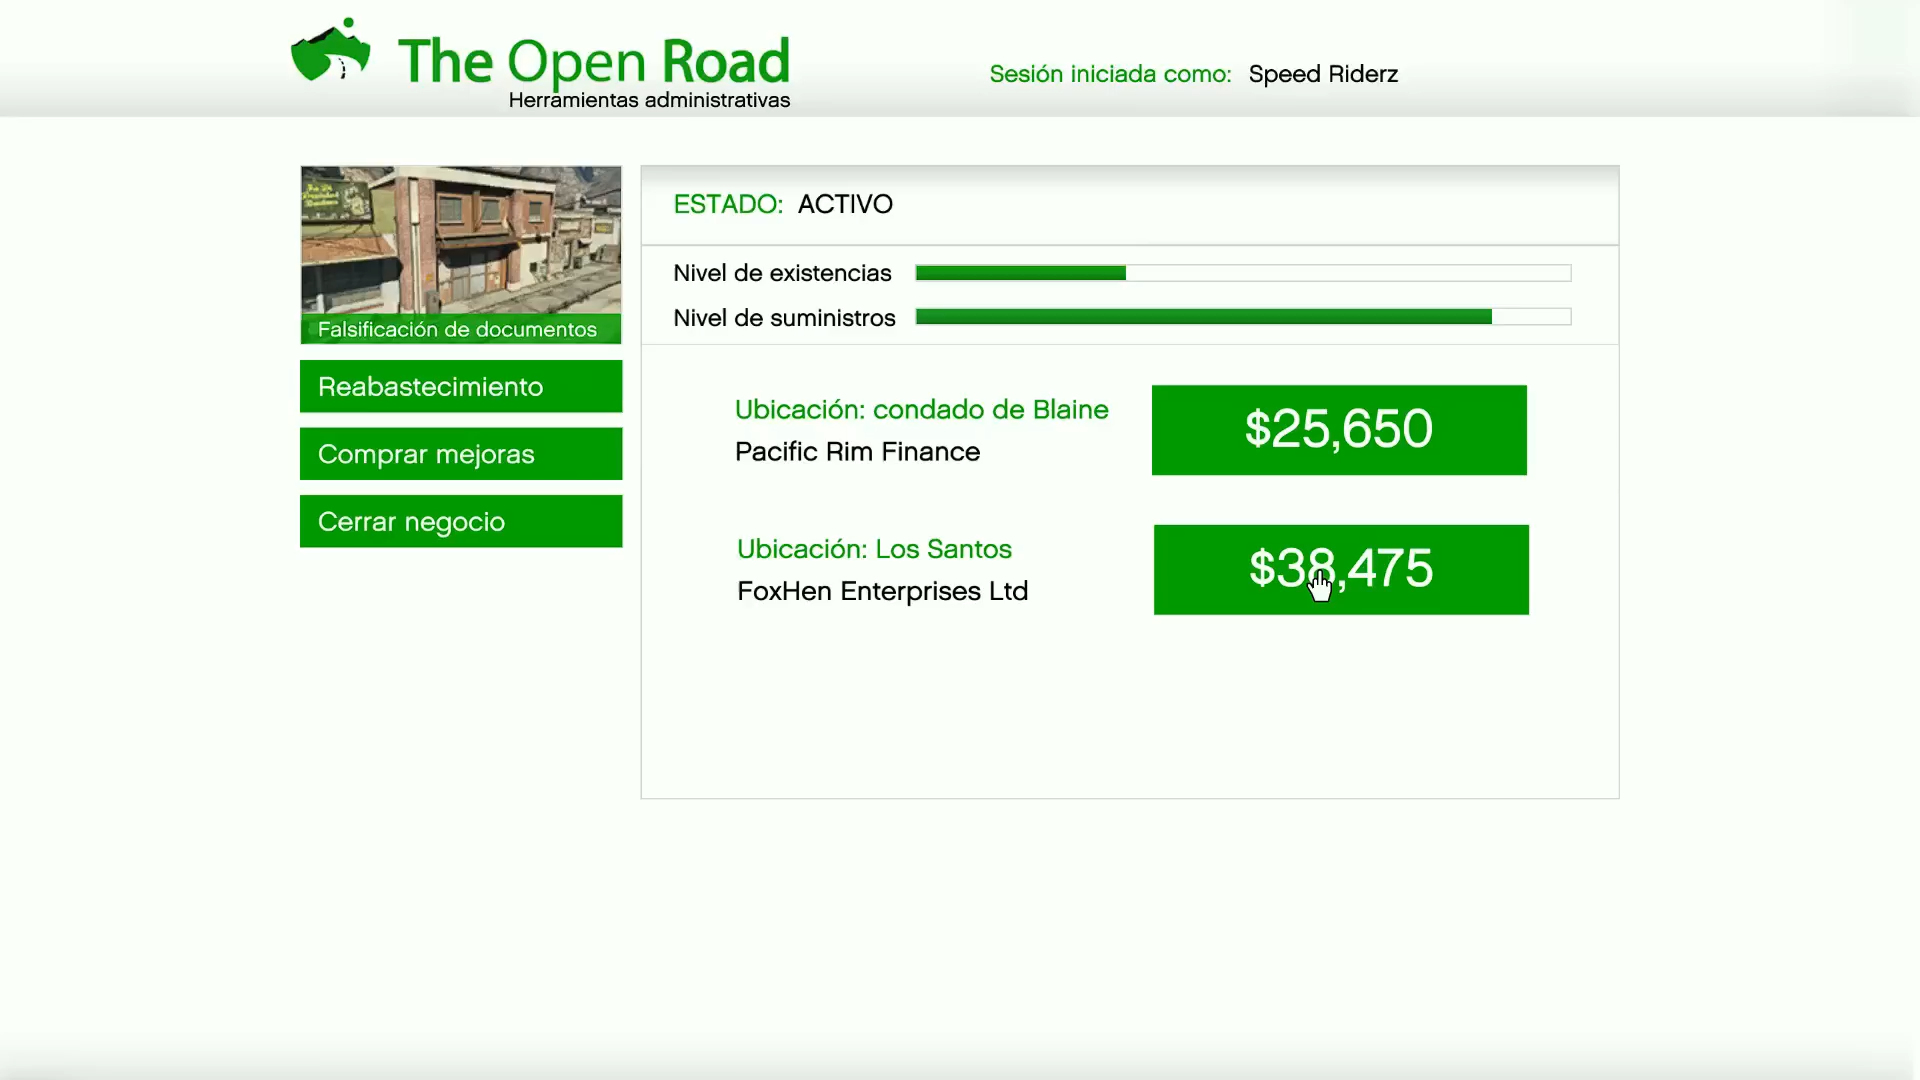 The Open Road
Herramientas administrativas
Sesión iniciada como: Speed Riderz
Falsificación de documentos
Reabastecimiento
Comprar mejoras
Cerrar negocio
ESTADO: ACTIVO
Nivel de existencias
Nivel de suministros
Ubicación: condado de Blaine
Pacific Rim Finance
$25,650
Ubicación: Los Santos
FoxHen Enterprises Ltd
$38,475